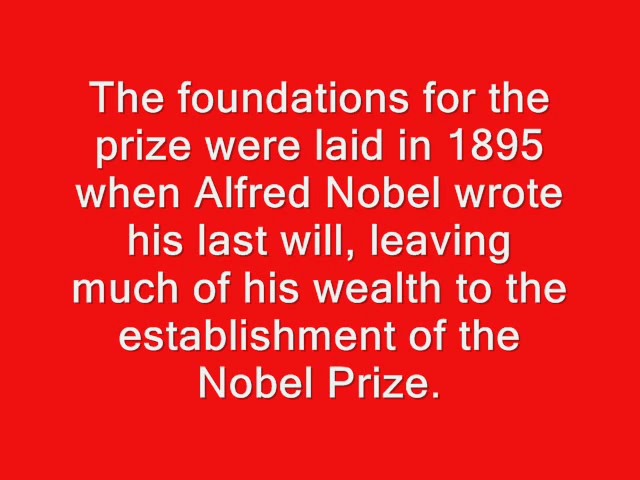 The foundations for the
prize were laid in 1895
when Alfred Nobel wrote
his last will, leaving
much of his wealth to the
establishment of the
Nobel Prize.